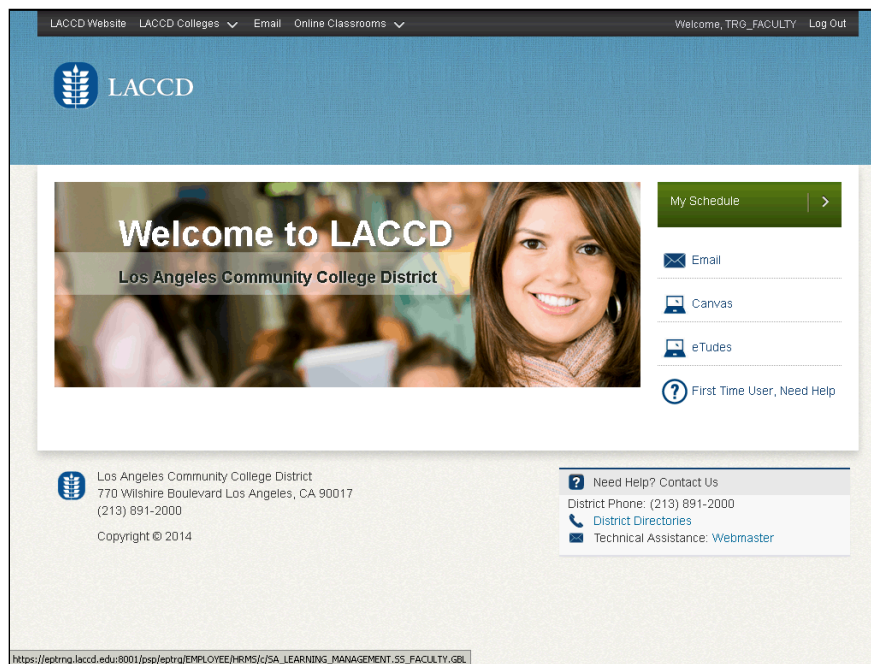 LACCD Website LACCD Colleges Email Online Classrooms Welcome, TRG_FACULTY Log Out
LACCD
Welcome to LACCD
Los Angeles Community College District
My Schedule
Email
Canvas
eTudes
First Time User, Need Help
Los Angeles Community College District
770 Wilshire Boulevard Los Angeles, CA 90017
(213) 891-2000
Copyright © 2014
Need Help? Contact Us
District Phone: (213) 891-2000
District Directories
Technical Assistance: Webmaster
https://eptrng.laccd.edu:8001/psp/eptrg/EMPLOYEE/HRMS/c/SA_LEARNING_MANAGEMENT.SS_FACULTY.GBL